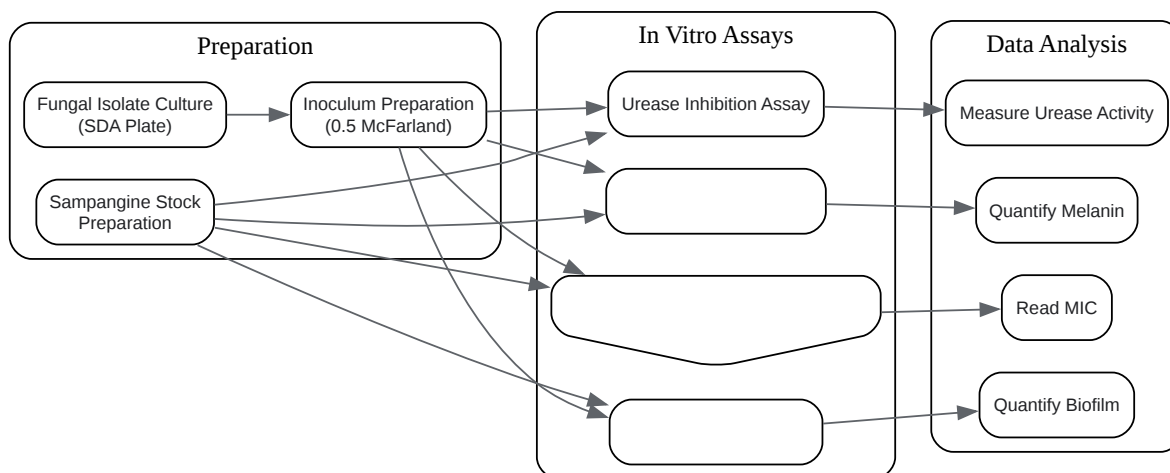 Preparation
Fungal Isolate Culture
(SDA Plate)
Inoculum Preparation
(0.5 McFarland)
Sampangine Stock
Preparation
In Vitro Assays
Urease Inhibition Assay
Data Analysis
Measure Urease Activity
Quantify Melanin
Read MIC
Quantify Biofilm